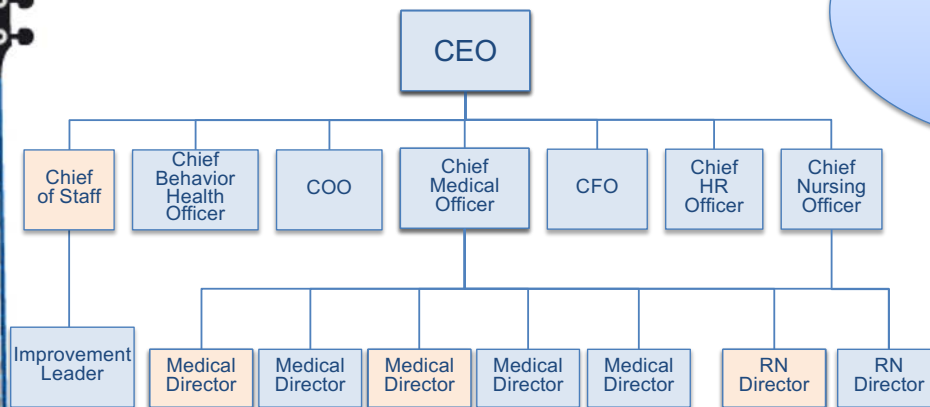 CEO
Chief
of Staff
Chief
Behavior
Health
Officer
COO
Chief
Medical
Officer
CFO
Chief
HR
Officer
Chief
Nursing
Officer
Improvement
Leader
Medical
Director
Medical
Director
Medical
Director
Medical
Director
Medical
Director
RN
Director
RN
Director